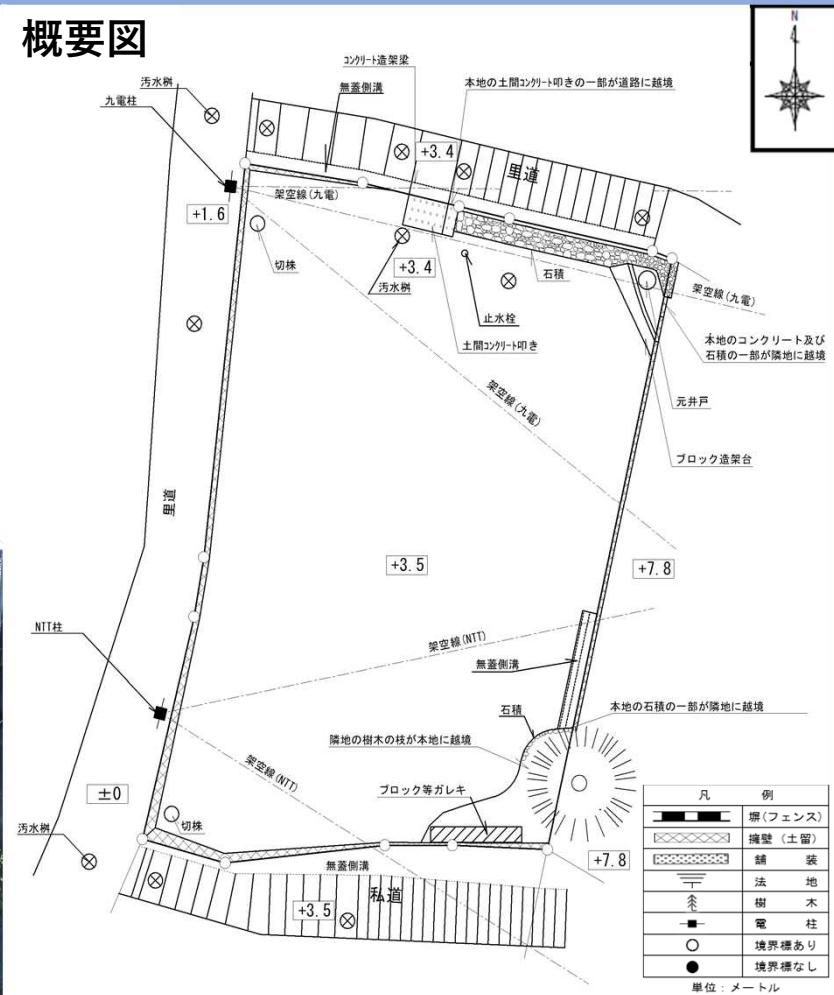 概要図
N
コンクリート造架梁
汚水桝
無蓋側溝
本地の土間コンクリート叩きの一部が道路に越境
九電柱
+3.4
里道
架空線(九電)
+1.6
切株
+3.4
汚水桝
石積
架空線(九電)
止水栓
土間コンクリート叩き
本地のコンクリート及び
石積の一部が隣地に越境
架空線(九電)
元井戸
ブロック造架台
里道
+3.5
+7.8
NTT柱
架空線(NTT)
無蓋側溝
石積
本地の石積の一部が隣地に越境
隣地の樹木の枝が本地に越境
架空線(NTT)
ブロック等ガレキ
±0
切株
汚水桝
無蓋側溝
+7.8
私道
+3.5
凡 例
塀(フェンス)
擁壁 (土留)
舗 装
法 地
樹 木
電 柱
境界標あり
境界標なし
単位：メートル